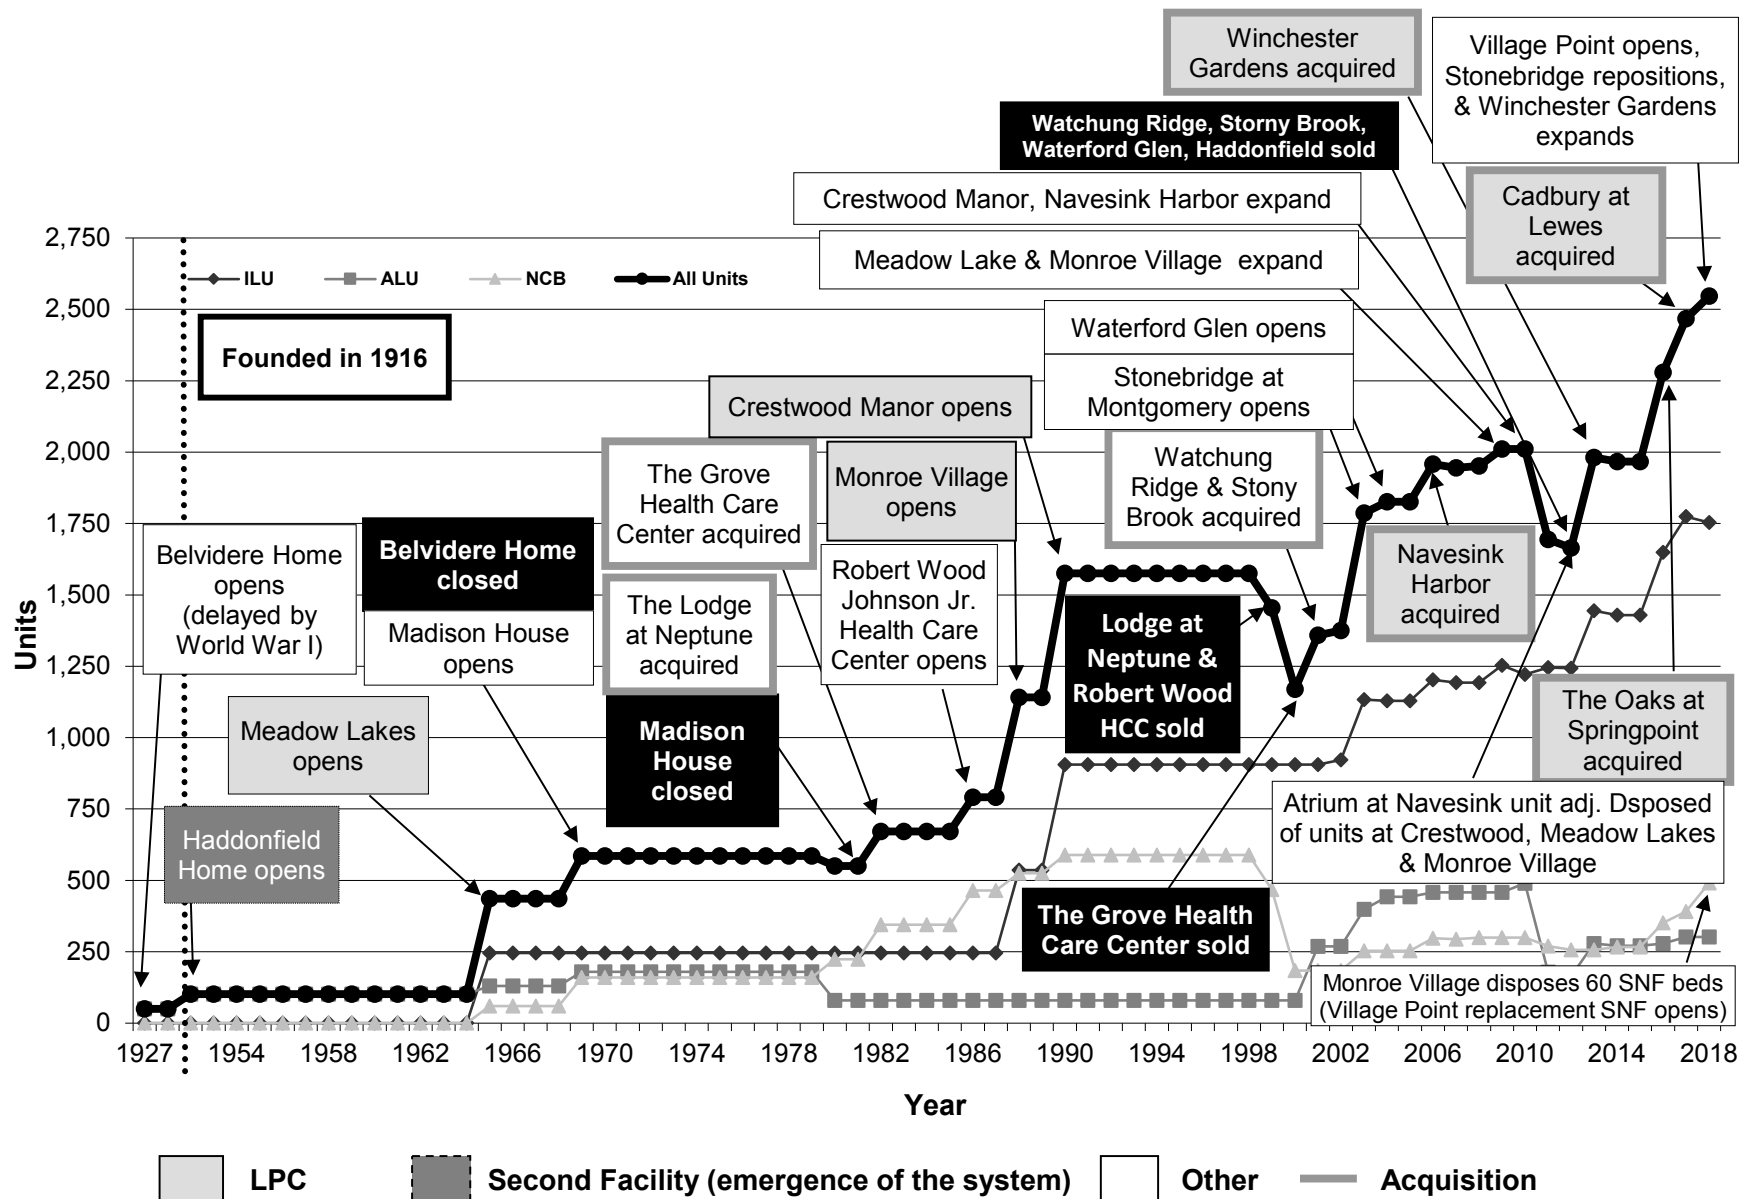 Winchester
Gardens acquired
Village Point opens,
Stonebridge repositions,
& Winchester Gardens
expands
Watchung Ridge, Storny Brook,
Waterford Glen, Haddonfield sold
Crestwood Manor, Navesink Harbor expand
Cadbury at
Lewes
acquired
Meadow Lake & Monroe Village expand
2,750
2,500
2,250
2,000
1,750
1,500
1,250
1,000
750
500
250
0
Units
ILU
ALU
NCB
All Units
Founded in 1916
Waterford Glen opens
Stonebridge at
Montgomery opens
Crestwood Manor opens
The Grove
Health Care
Center acquired
Monroe Village
opens
Watchung
Ridge & Stony
Brook acquired
Belvidere Home
opens
(delayed by
World War I)
Belvidere Home
closed
Madison House
opens
The Lodge
at Neptune
acquired
Robert Wood
Johnson Jr.
Health Care
Center opens
Navesink
Harbor
acquired
Lodge at
Neptune &
Robert Wood
HCC sold
Meadow Lakes
opens
Madison
House
closed
The Oaks at
Springpoint
acquired
Haddonfield
Home opens
Atrium at Navesink unit adj. Dsposed
of units at Crestwood, Meadow Lakes
& Monroe Village
The Grove Health
Care Center sold
Monroe Village disposes 60 SNF beds
(Village Point replacement SNF opens)
1927
1954
1958
1962
1966
1970
1974
1978
1982
1986
1990
1994
1998
2002
2006
2010
2014
2018
Year
LPC
Second Facility (emergence of the system)
Other
Acquisition